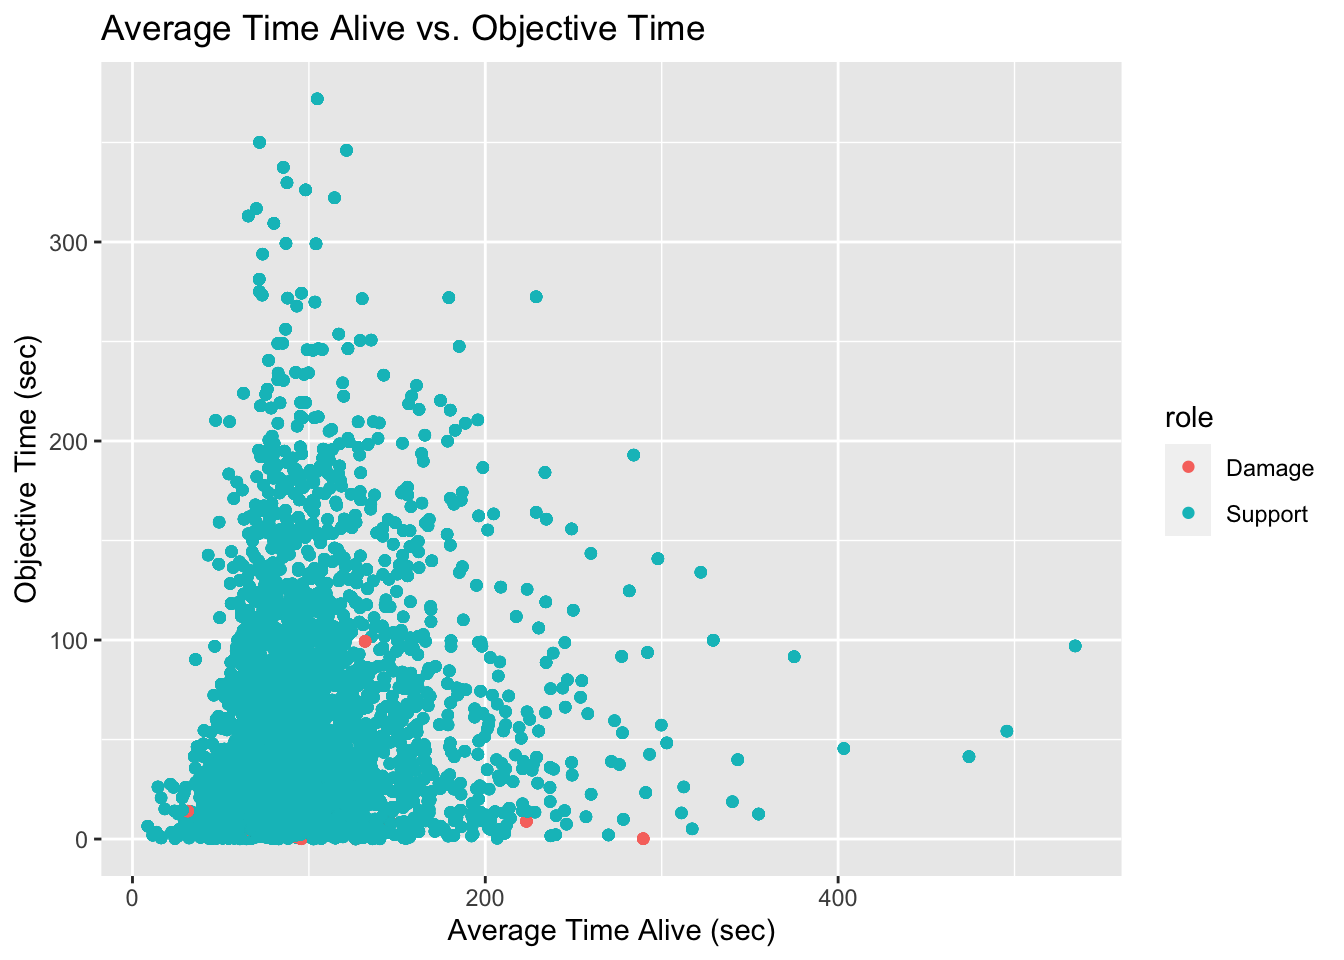 Average Time Alive vs. Objective Time
Objective Time (sec)
300
200
100
0
0 200 400
Average Time Alive (sec)
role
Damage
Support